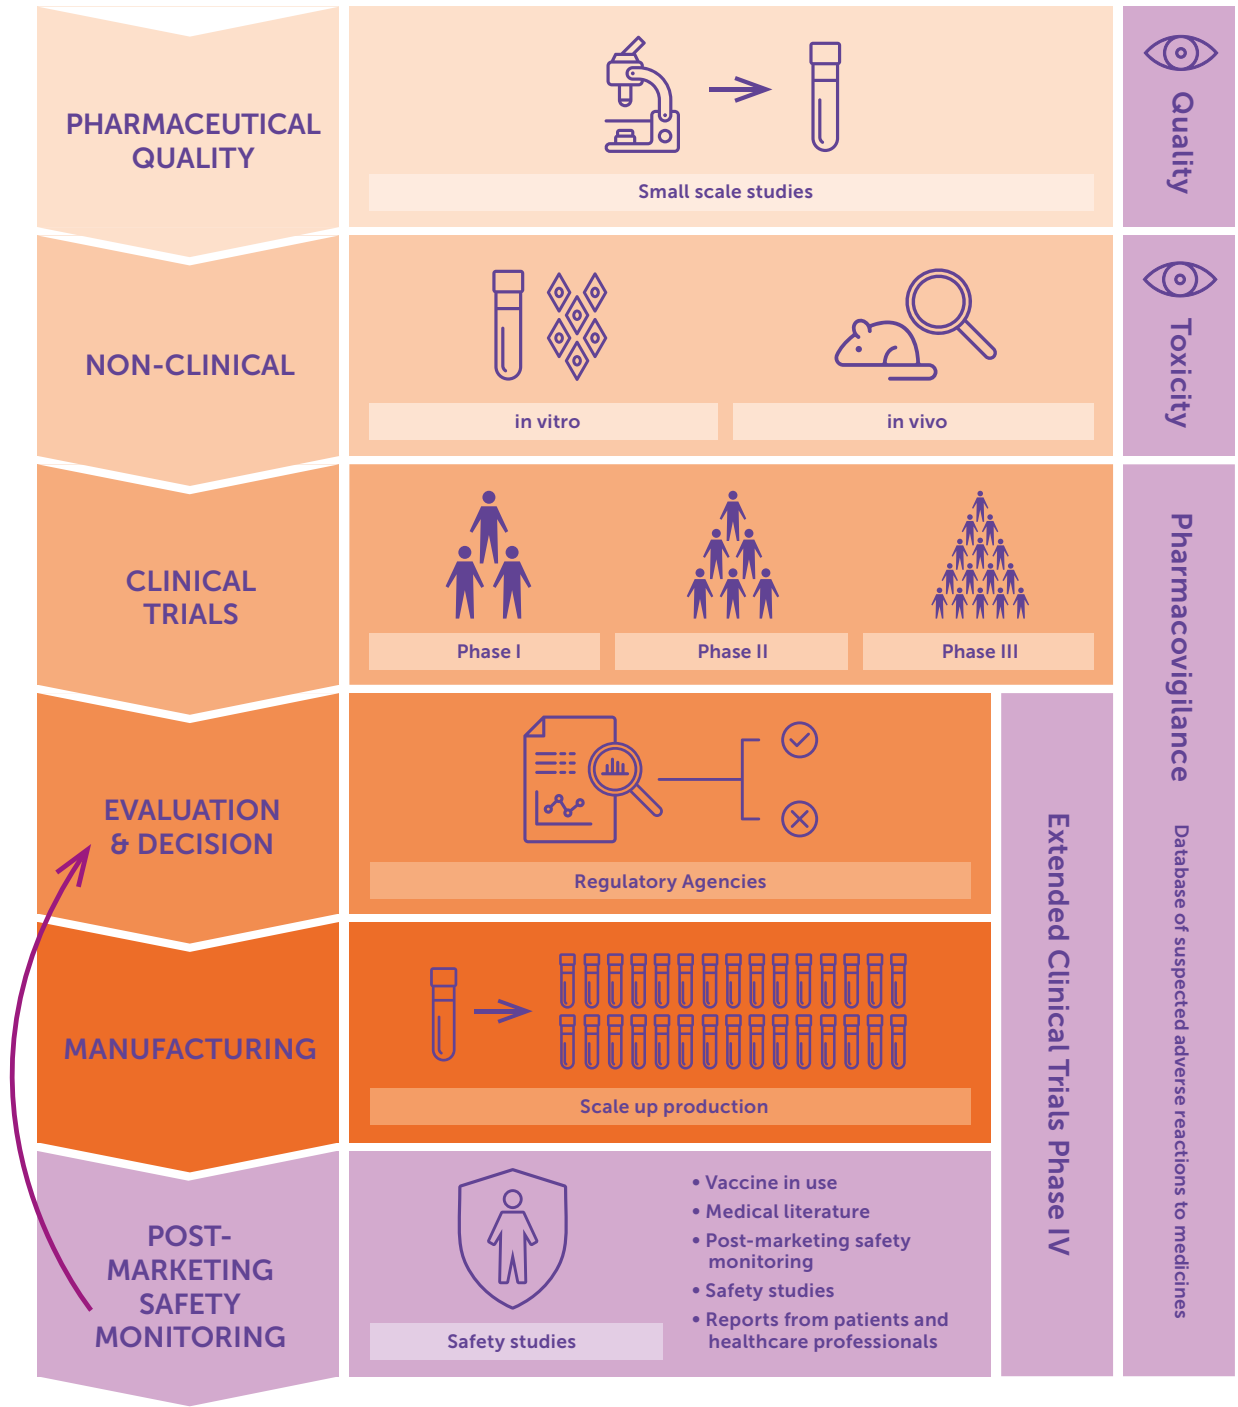 PHARMACEUTICAL
QUALITY
Small scale studies
Quality
NON-CLINICAL
in vitro
in vivo
Toxicity
CLINICAL
TRIALS
Phase I
Phase II
Phase III
Pharmacovigilance
Database of suspected adverse reactions to medicines
EVALUATION
& DECISION
Regulatory Agencies
Extended Clinical Trials Phase IV
MANUFACTURING
Scale up production
POST-
MARKETING
SAFETY
MONITORING
Safety studies
• Vaccine in use
• Medical literature
• Post-marketing safety
monitoring
• Safety studies
• Reports from patients and
healthcare professionals